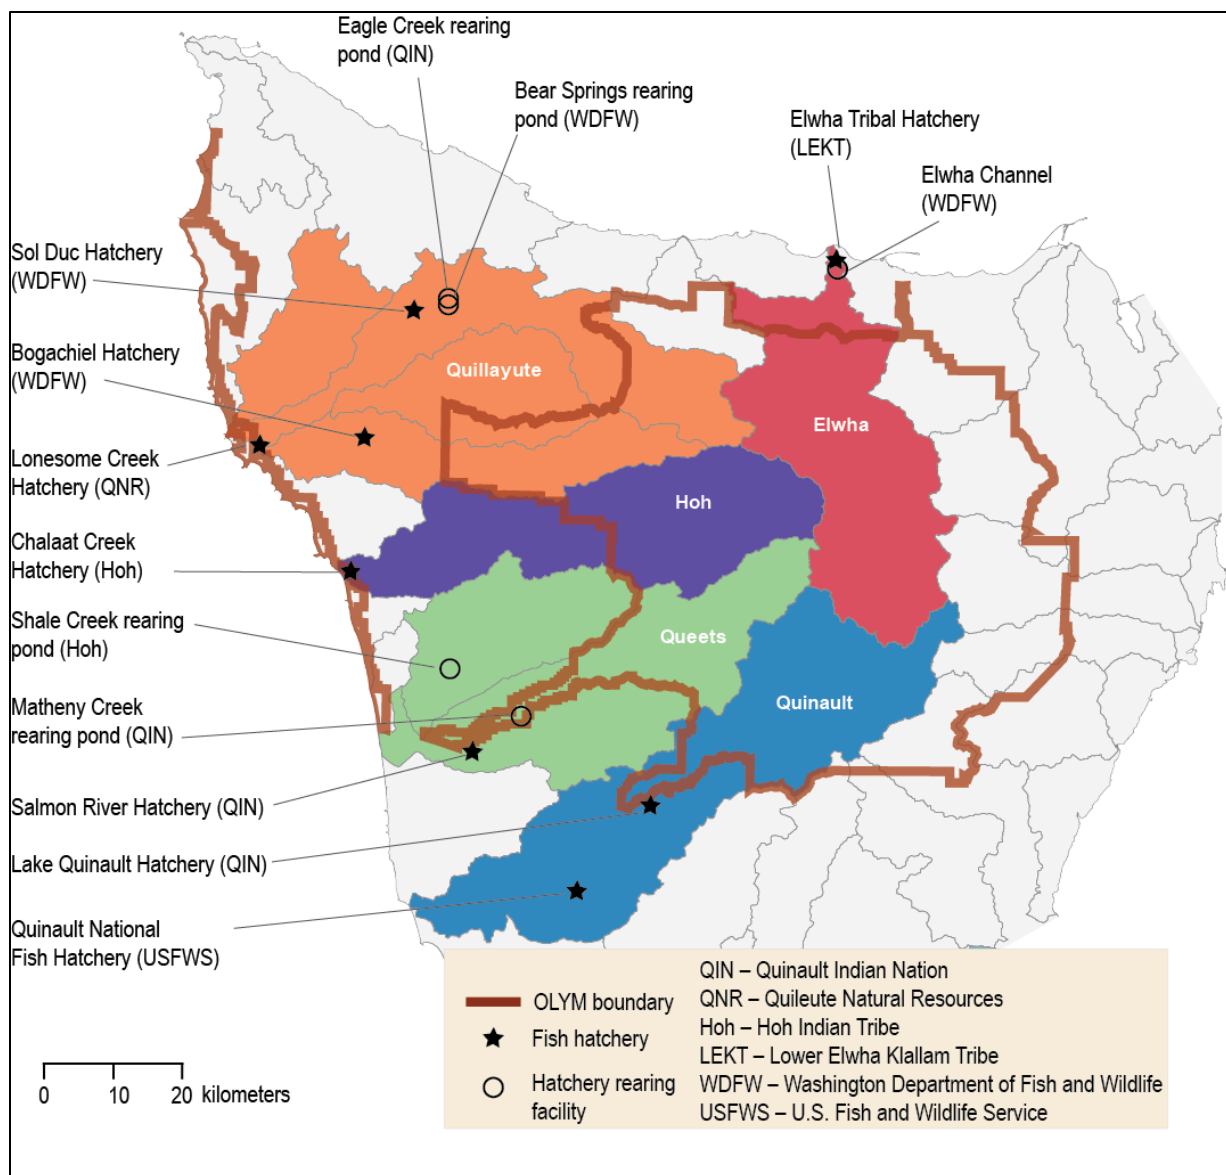 Eagle Creek rearing
pond (QIN)
Bear Springs rearing
pond (WDFW)
Elwha Tribal Hatchery
(LEKT)
Elwha Channel
(WDFW)
Sol Duc Hatchery
(WDFW)
Bogachiel Hatchery
(WDFW)
Lonesome Creek
Hatchery (QNR)
Chalaat Creek
Hatchery (Hoh)
Shale Creek rearing
pond (Hoh)
Matheny Creek
rearing pond (QIN)
Salmon River Hatchery (QIN)
Lake Quinault Hatchery (QIN)
Quinault National
Fish Hatchery (USFWS)
Quillayute
Elwha
Hoh
Queets
Quinault
OLYM boundary
Fish hatchery
Hatchery rearing
facility
QIN – Quinault Indian Nation
QNR – Quileute Natural Resources
Hoh – Hoh Indian Tribe
LEKT – Lower Elwha Klallam Tribe
WDFW – Washington Department of Fish and Wildlife
USFWS – U.S. Fish and Wildlife Service
0 10 20 kilometers